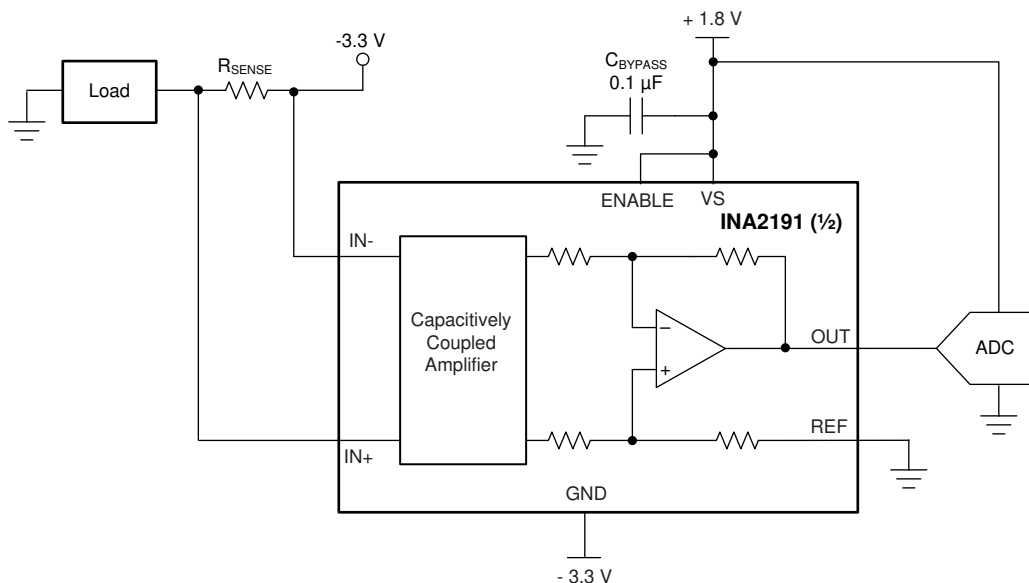 + 1.8 V
-3.3 V
RSENSE
CBYPASS
0.1 µF
Load
ENABLE
VS
INA2191 (½)
IN-
Capacitively
Coupled
Amplifier
−
+
OUT
ADC
REF
IN+
GND
- 3.3 V